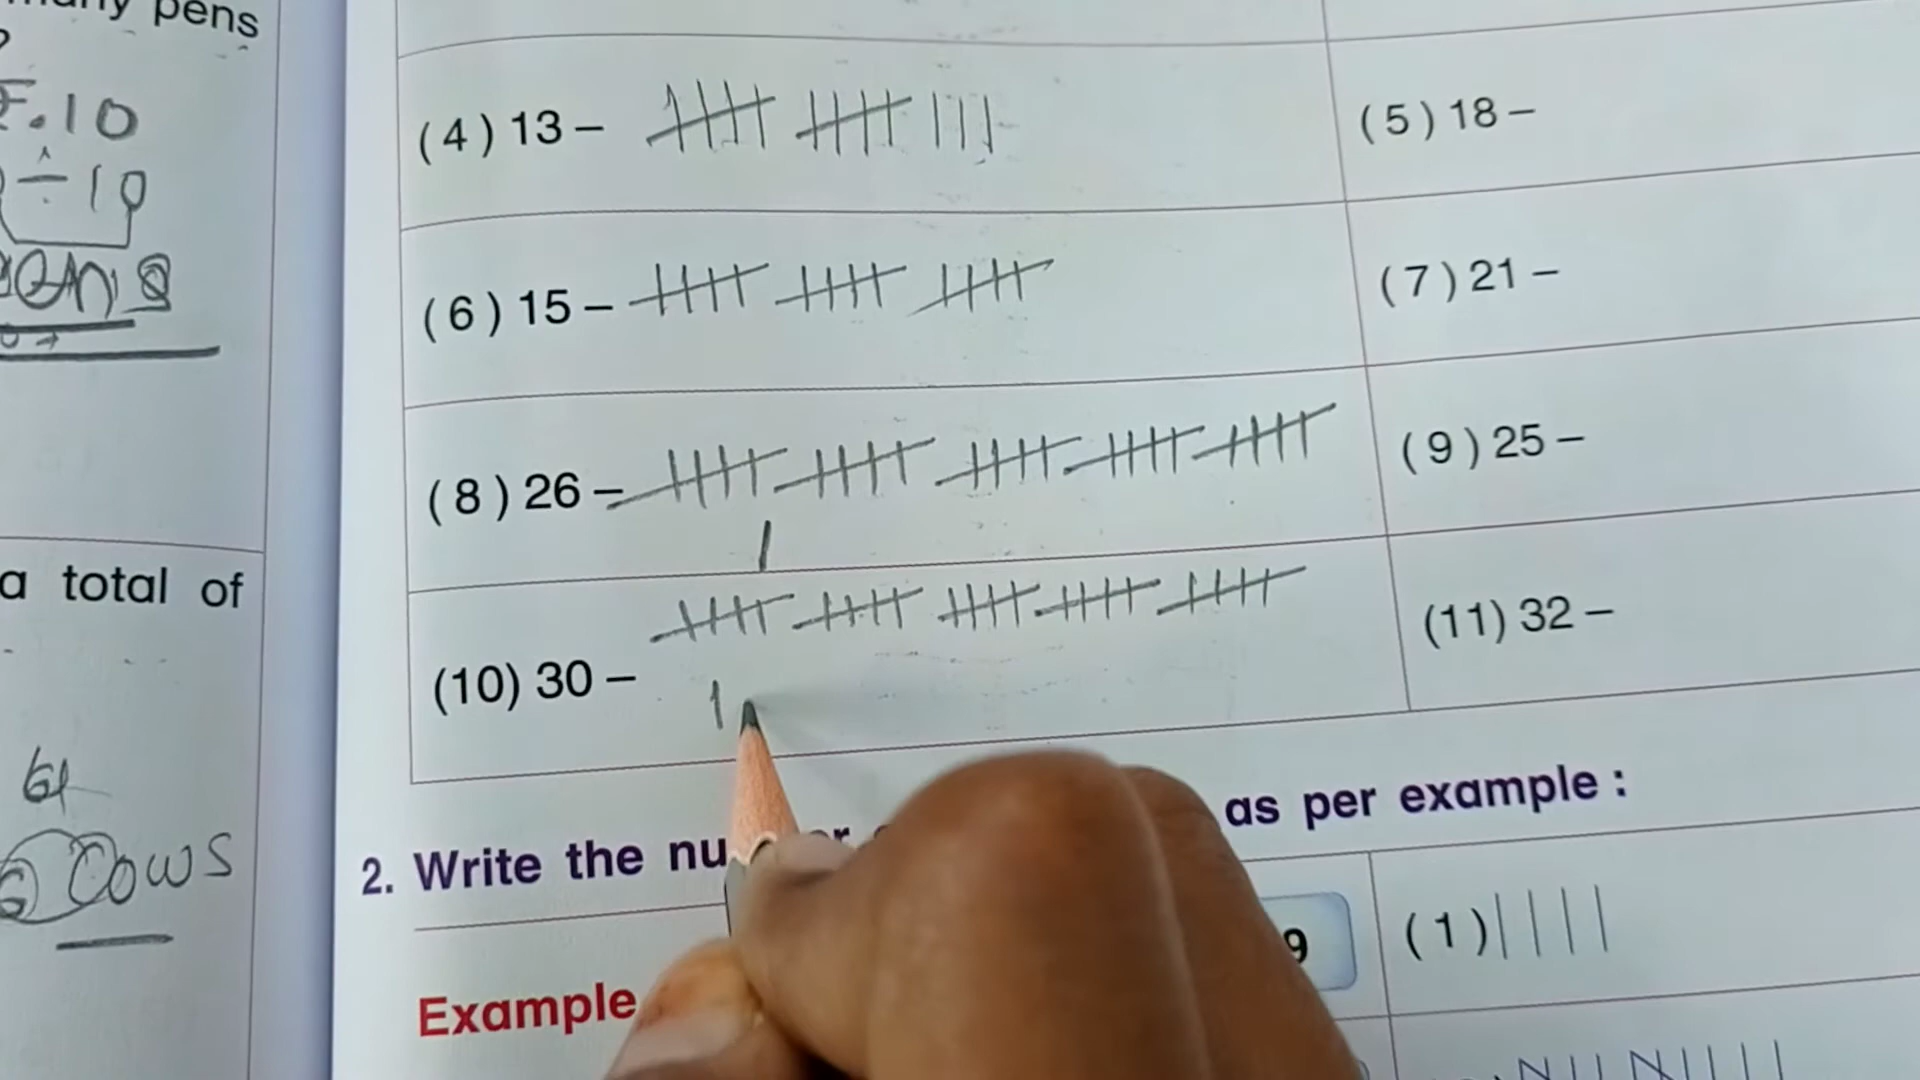 pens
10
÷ 10
(4) 13 –
(5) 18 –
(6) 15 –
(7) 21 –
(8) 26 –
(9) 25 –
a total of
(10) 30 –
(11) 32 –
64
Cows
2. Write the
as per example :
Example
9
(1) ||||